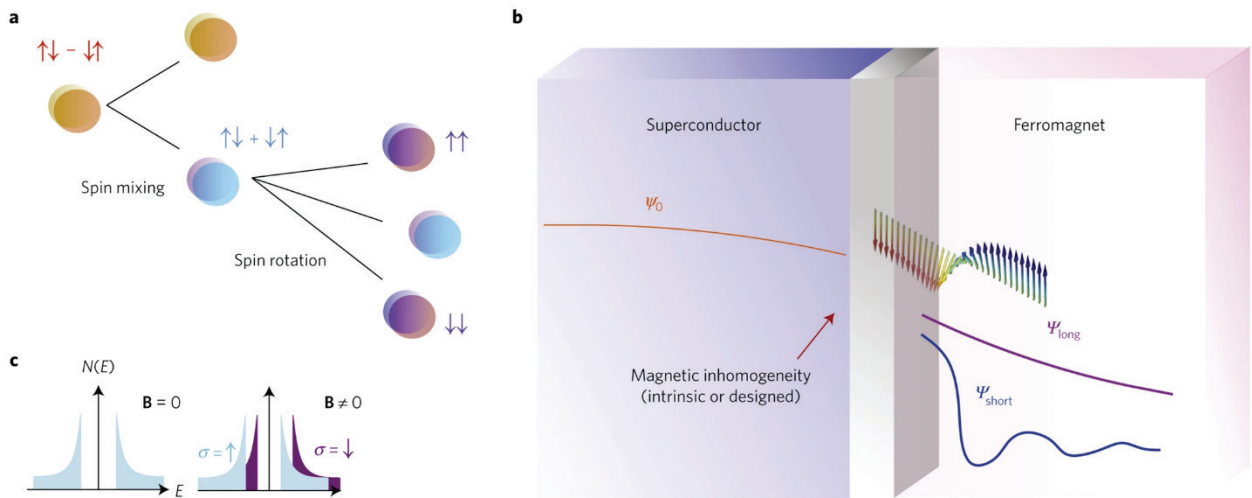 a
↑↓ – ↓↑
↑↓ + ↓↑
↑↑
Spin mixing
Spin rotation
↓↓
b
Superconductor
Ferromagnet
ψ₀
Ψlong
Magnetic inhomogeneity
(intrinsic or designed)
Ψshort
c
N(E)
B = 0
B ≠ 0
σ = ↑
σ = ↓
E